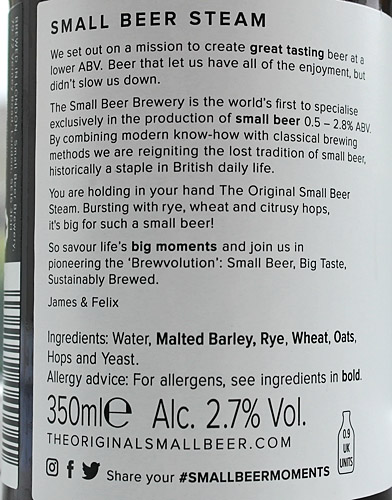 SMALL BEER STEAM
We set out on a mission to create great tasting beer at a
lower ABV. Beer that let us have all of the enjoyment, but
didn't slow us down.
The Small Beer Brewery is the world's first to specialise
exclusively in the production of small beer 0.5 – 2.8% ABV.
By combining modern know-how with classical brewing
methods we are reigniting the lost tradition of small beer,
historically a staple in British daily life.
You are holding in your hand The Original Small Beer
Steam. Bursting with rye, wheat and citrusy hops,
it's big for such a small beer!
So savour life's big moments and join us in
pioneering the 'Brewvolution': Small Beer, Big Taste,
Sustainably Brewed.
James & Felix
Ingredients: Water, Malted Barley, Rye, Wheat, Oats,
Hops and Yeast.
Allergy advice: For allergens, see ingredients in bold.
350ml℮ Alc. 2.7% Vol.
THEORIGINALSMALLBEER.COM
Share your #SMALLBEERMOMENTS
0.9
UK
UNITS
BREWED IN LONDON